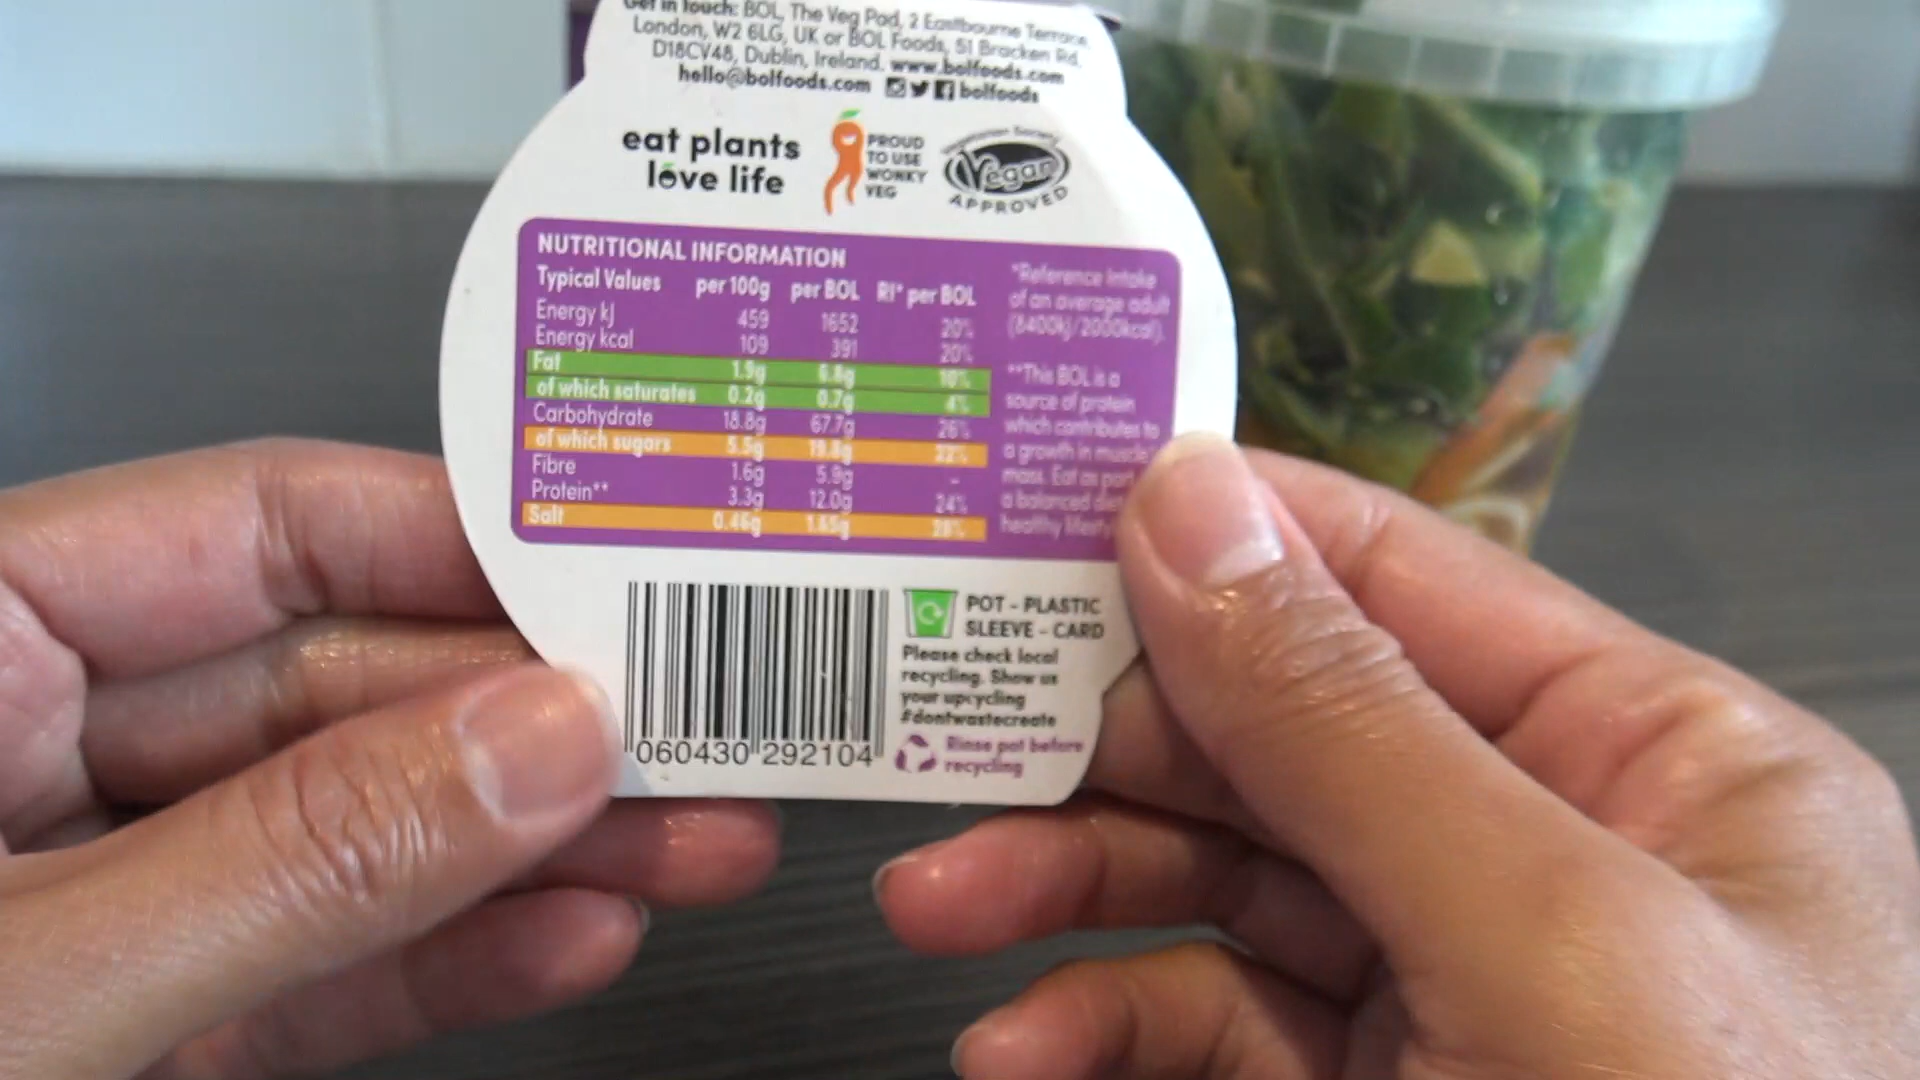 Get in Touch: BOL, The Veg Pad, 2 Eastbourne Terrace,
London, W2 6LG, UK or BOL Foods, 51 Bracken Rd,
D18CV48, Dublin, Ireland. www.bolfoods.com
hello@bolfoods.com bolfoods
eat plants
love life
PROUD
TO USE
WONKY
VEG
Vegetarian Society
Vegan
APPROVED
NUTRITIONAL INFORMATION
Typical Values per 100g per BOL RI* per BOL
Energy kJ 459 1652 20%
Energy kcal 109 391 20%
Fat 1.9g 6.8g 10%
of which saturates 0.2g 0.7g 4%
Carbohydrate 18.8g 67.7g 26%
of which sugars 5.5g 19.8g 22%
Fibre 1.6g 5.9g -
Protein** 3.3g 12.0g 24%
Salt 0.46g 1.65g 28%
*Reference Intake
of an average adult
(8400kJ/2000kcal).
**This BOL is a
source of protein
which contributes to
a growth in muscle
mass. Eat as part
a balanced die
healthy lifesty
060430 292104
POT - PLASTIC
SLEEVE - CARD
Please check local
recycling. Show us
your upcycling
#dontwastecreate
Rinse pot before
recycling